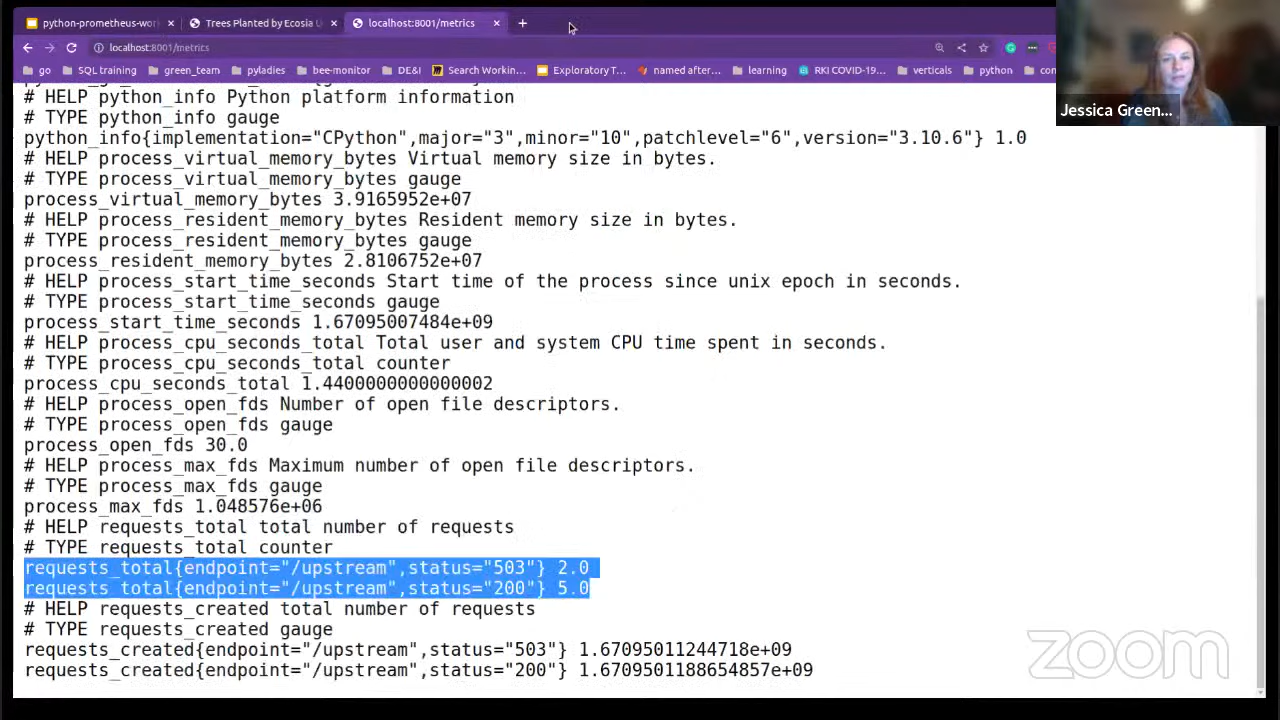 python-prometheus-wor
Trees Planted by Ecosia U
localhost:8001/metrics
localhost:8001/metrics
go
SQL training
green_team
pyladies
bee-monitor
DE&I
Search Workin…
Exploratory T…
named after…
learning
RKI COVID-19…
verticals
python
Jessica Green...
# HELP python_info Python platform information
# TYPE python_info gauge
python_info{implementation="CPython",major="3",minor="10",patchlevel="6",version="3.10.6"} 1.0
# HELP process_virtual_memory_bytes Virtual memory size in bytes.
# TYPE process_virtual_memory_bytes gauge
process_virtual_memory_bytes 3.9165952e+07
# HELP process_resident_memory_bytes Resident memory size in bytes.
# TYPE process_resident_memory_bytes gauge
process_resident_memory_bytes 2.8106752e+07
# HELP process_start_time_seconds Start time of the process since unix epoch in seconds.
# TYPE process_start_time_seconds gauge
process_start_time_seconds 1.67095007484e+09
# HELP process_cpu_seconds_total Total user and system CPU time spent in seconds.
# TYPE process_cpu_seconds_total counter
process_cpu_seconds_total 1.4400000000000002
# HELP process_open_fds Number of open file descriptors.
# TYPE process_open_fds gauge
process_open_fds 30.0
# HELP process_max_fds Maximum number of open file descriptors.
# TYPE process_max_fds gauge
process_max_fds 1.048576e+06
# HELP requests_total total number of requests
# TYPE requests_total counter
requests_total{endpoint="/upstream",status="503"} 2.0
requests_total{endpoint="/upstream",status="200"} 5.0
# HELP requests_created total number of requests
# TYPE requests_created gauge
requests_created{endpoint="/upstream",status="503"} 1.67095011244718e+09
requests_created{endpoint="/upstream",status="200"} 1.6709501188654857e+09
zoom